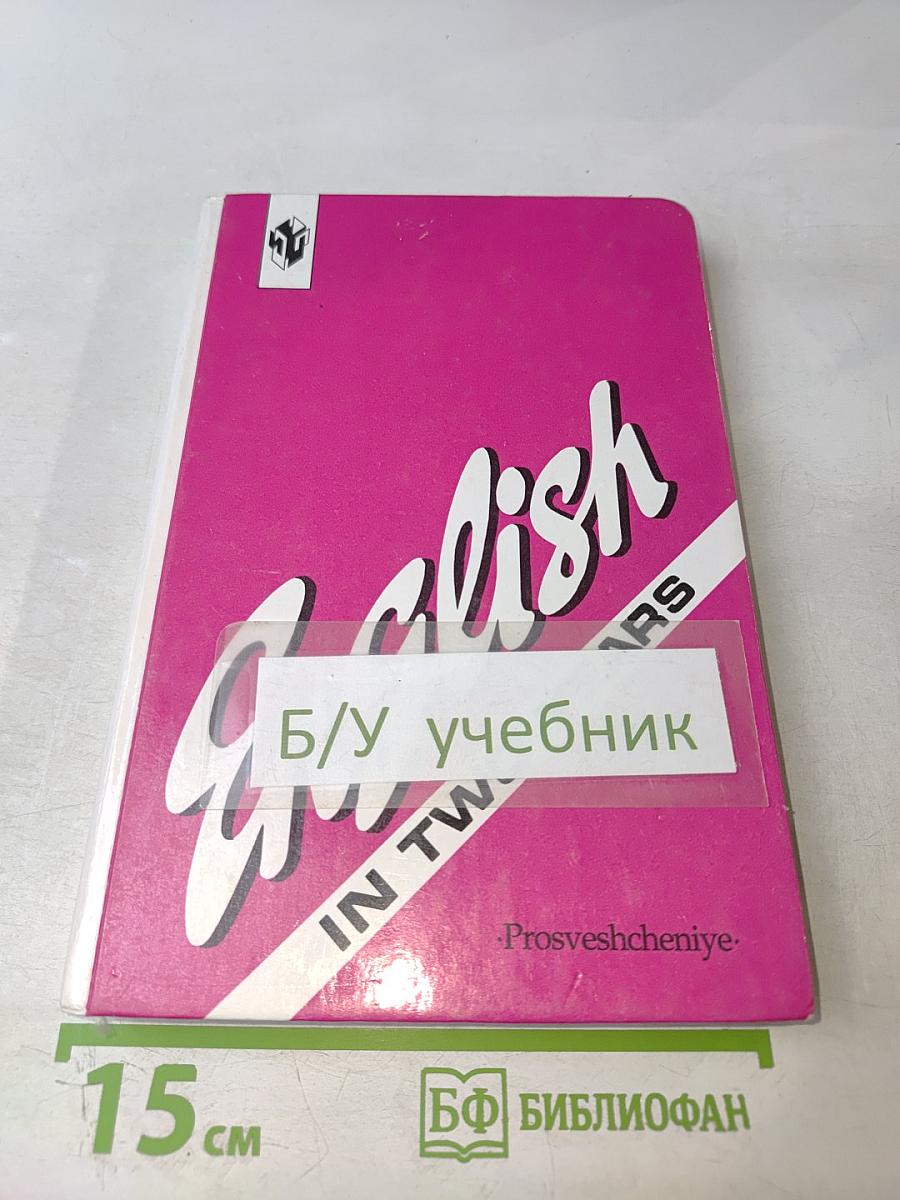 English
IN TW
ARS
Б/У учебник
·Prosveshcheniye·
15 см
БФ БИБЛИОФАН